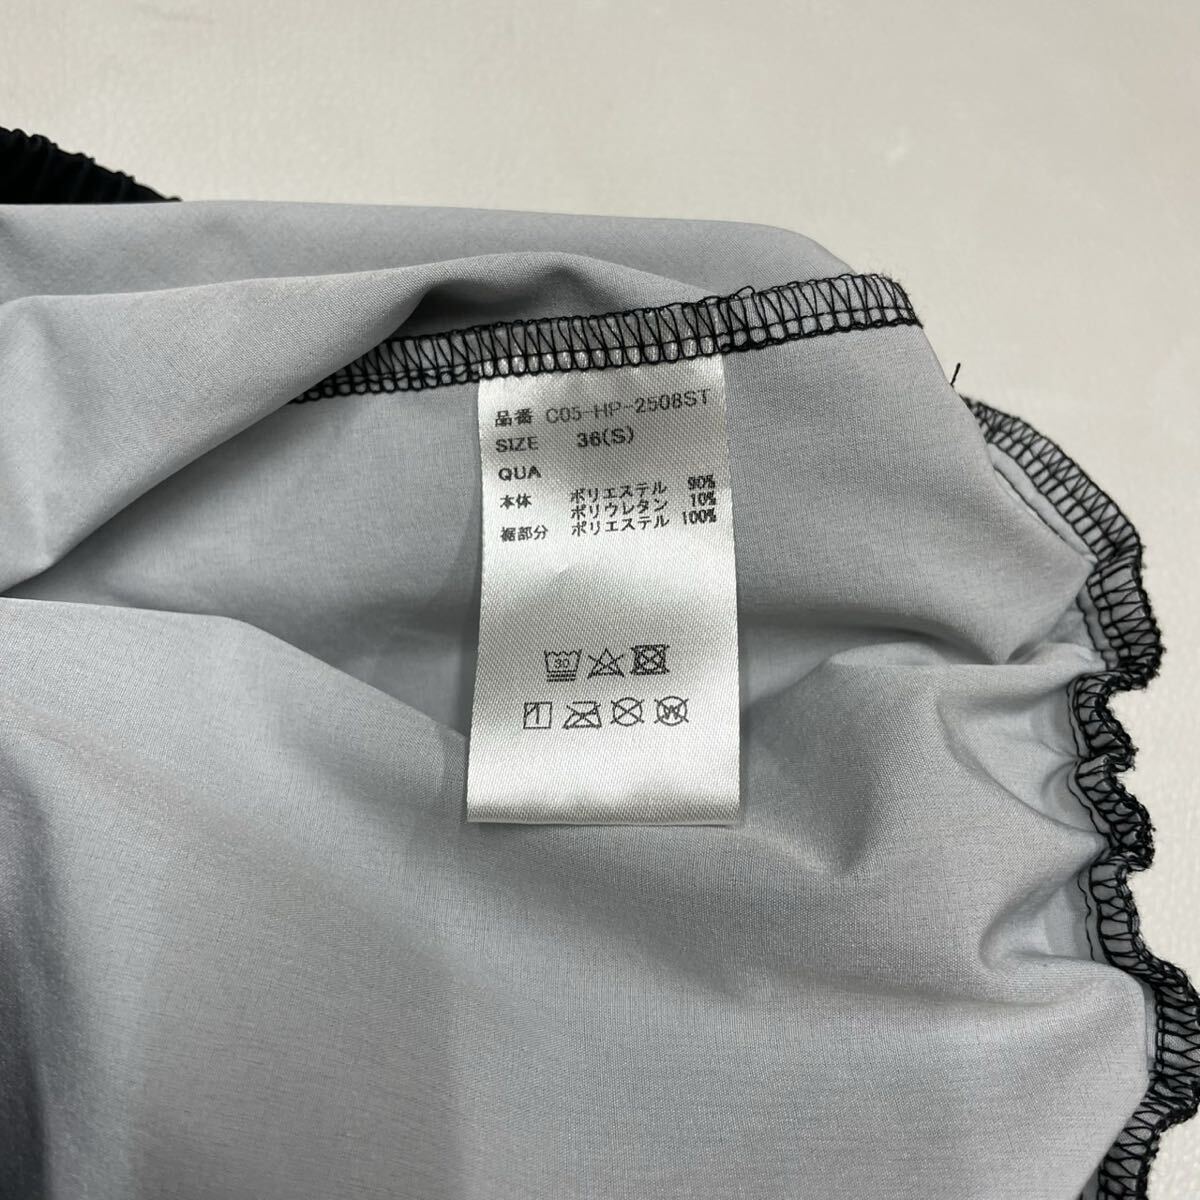 品番 C05-HP-2508ST
SIZE 36(S)
QUA
本体 ポリエステル 90%
ポリウレタン 10%
裾部分 ポリエステル 100%
30
W